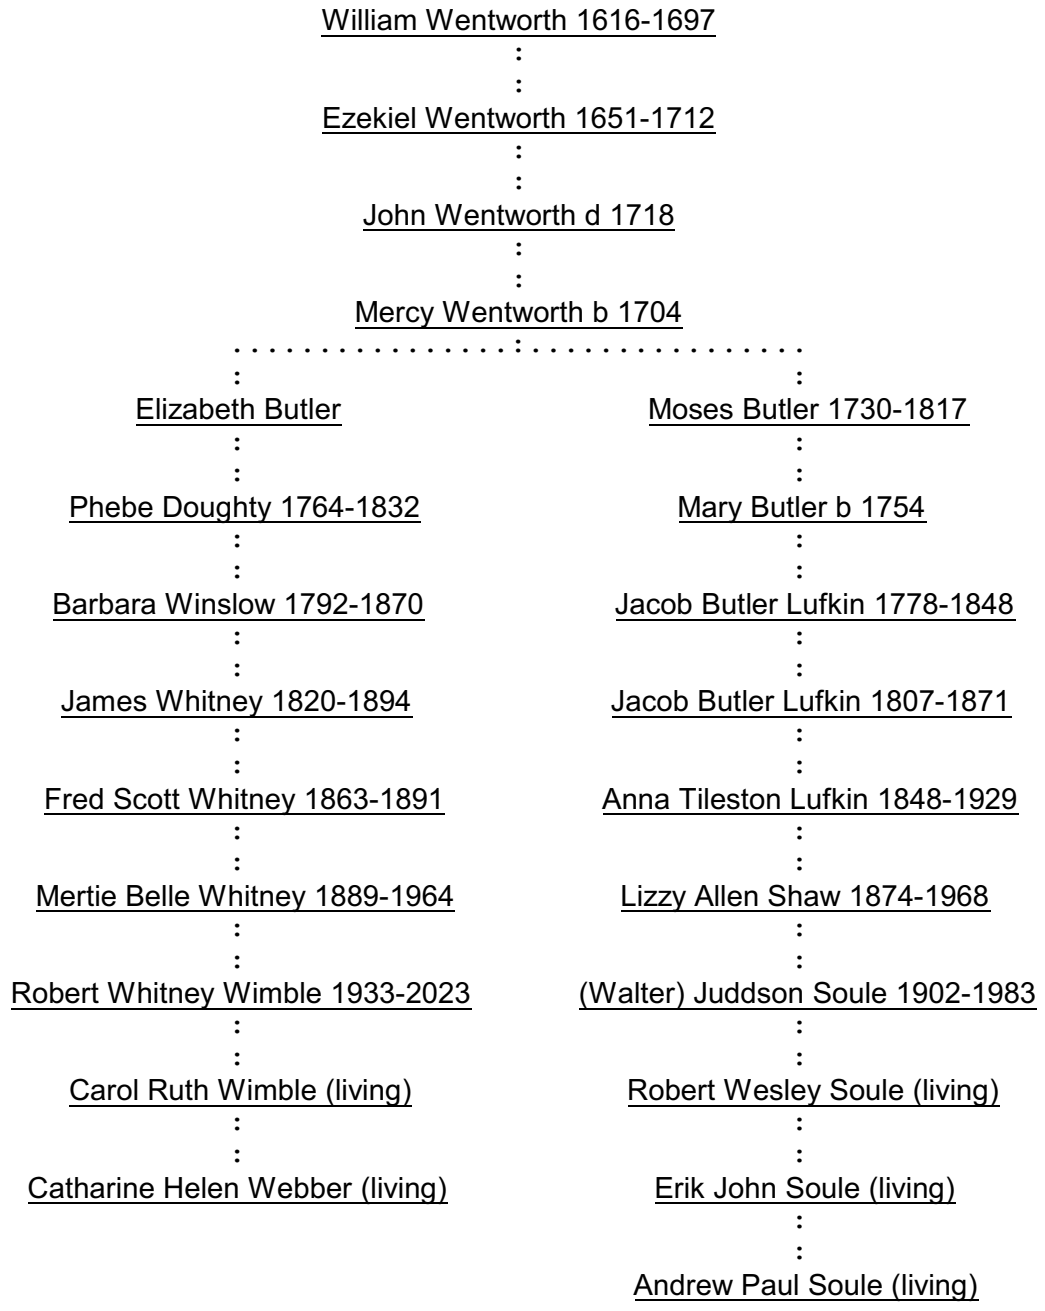 William Wentworth 1616-1697
Ezekiel Wentworth 1651-1712
John Wentworth d 1718
Mercy Wentworth b 1704
Elizabeth Butler
Moses Butler 1730-1817
Phebe Doughty 1764-1832
Mary Butler b 1754
Barbara Winslow 1792-1870
Jacob Butler Lufkin 1778-1848
James Whitney 1820-1894
Jacob Butler Lufkin 1807-1871
Fred Scott Whitney 1863-1891
Anna Tileston Lufkin 1848-1929
Mertie Belle Whitney 1889-1964
Lizzy Allen Shaw 1874-1968
Robert Whitney Wimble 1933-2023
(Walter) Juddson Soule 1902-1983
Carol Ruth Wimble (living)
Robert Wesley Soule (living)
Catharine Helen Webber (living)
Erik John Soule (living)
Andrew Paul Soule (living)